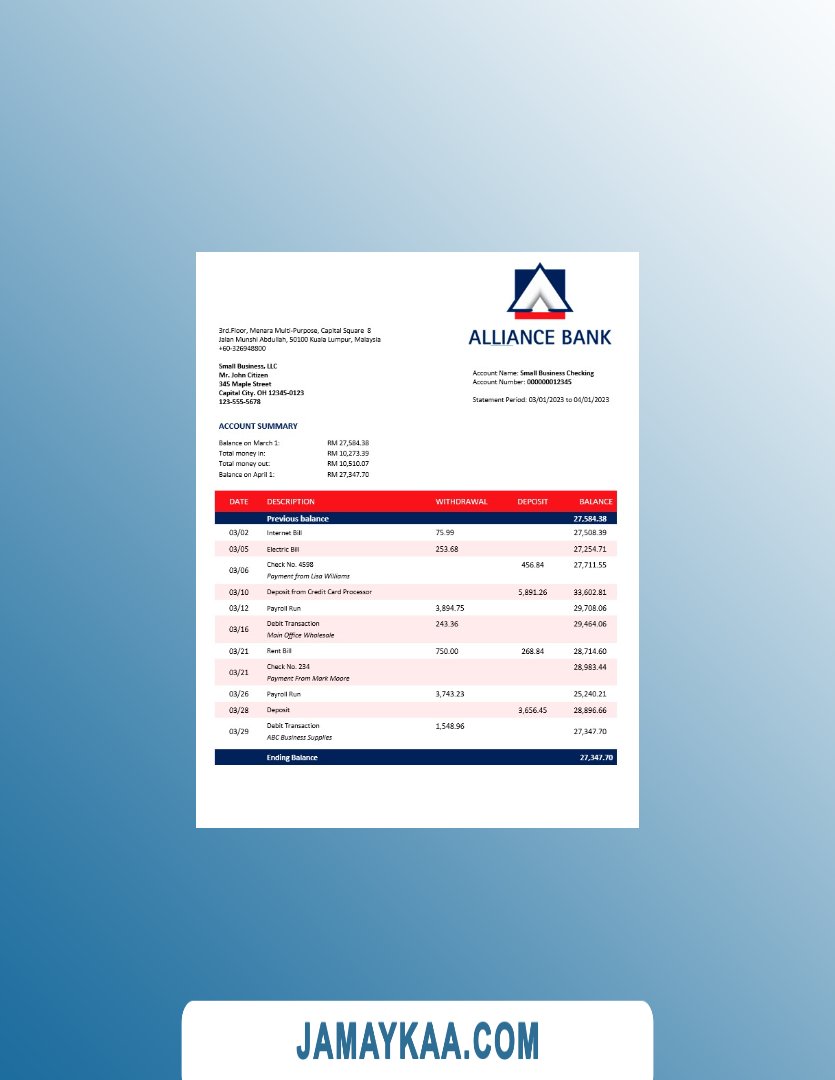 ALLIANCE BANK
3rd.Floor, Menara Multi-Purpose, Capital Square 8
Jalan Munshi Abdullah, 50100 Kuala Lumpur, Malaysia
+60-326948800
Small Business, LLC
Mr. John Citizen
345 Maple Street
Capital City. OH 12345-0123
123-555-5678
Account Name: Small Business Checking
Account Number: 000000012345
Statement Period: 03/01/2023 to 04/01/2023
ACCOUNT SUMMARY
Balance on March 1: RM 27,584.38
Total money in: RM 10,273.39
Total money out: RM 10,510.07
Balance on April 1: RM 27,347.70
DATE DESCRIPTION WITHDRAWAL DEPOSIT BALANCE
Previous balance 27,584.38
03/02 Internet Bill 75.99 27,508.39
03/05 Electric Bill 253.68 27,254.71
03/06 Check No. 4598 456.84 27,711.55
Payment from Lisa Williams
03/10 Deposit from Credit Card Processor 5,891.26 33,602.81
03/12 Payroll Run 3,894.75 29,708.06
03/16 Debit Transaction 243.36 29,464.06
Main Office Wholesale
03/21 Rent Bill 750.00 268.84 28,714.60
03/21 Check No. 234 28,983.44
Payment From Mark Moore
03/26 Payroll Run 3,743.23 25,240.21
03/28 Deposit 3,656.45 28,896.66
03/29 Debit Transaction 1,548.96 27,347.70
ABC Business Supplies
Ending Balance 27,347.70
JAMAYKAA.COM